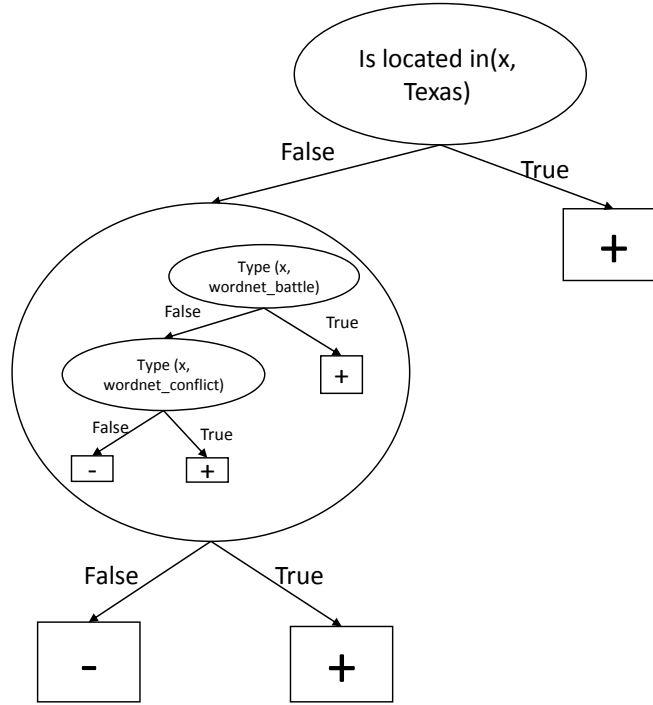 Is located in(x,
Texas)
False
True
+
Type (x,
wordnet_battle)
False
True
+
Type (x,
wordnet_conflict)
False
True
-
+
False
True
-
+